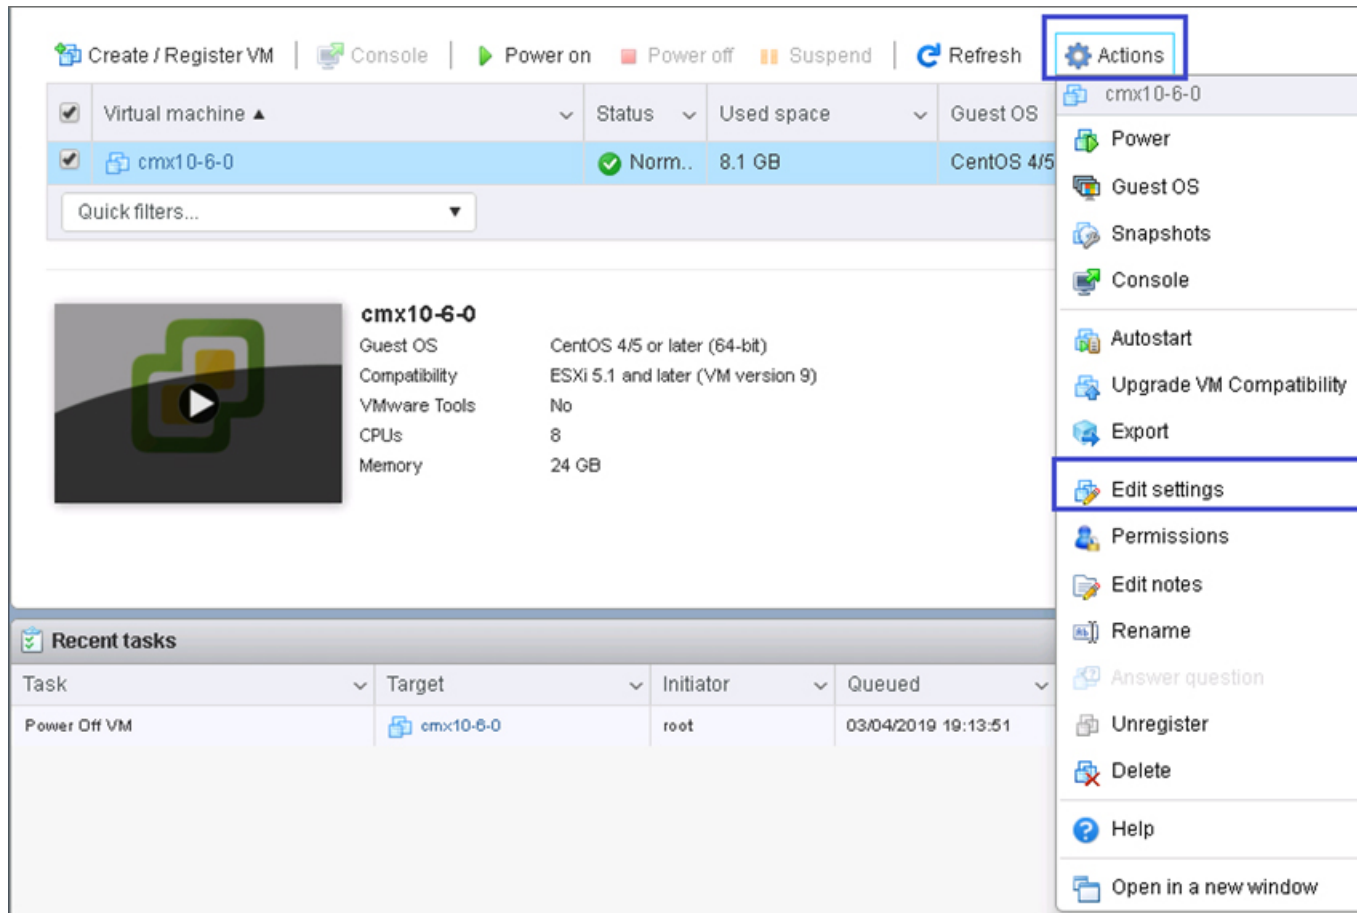 Create / Register VM | Console | Power on Power off Suspend | Refresh Actions
Virtual machine ▲ Status Used space Guest OS
cmx10-6-0 Norm.. 8.1 GB CentOS 4/5
Quick filters...
cmx10-6-0
Guest OS CentOS 4/5 or later (64-bit)
Compatibility ESXi 5.1 and later (VM version 9)
VMware Tools No
CPUs 8
Memory 24 GB
cmx10-6-0
Power
Guest OS
Snapshots
Console
Autostart
Upgrade VM Compatibility
Export
Edit settings
Permissions
Edit notes
Rename
Answer question
Unregister
Delete
Help
Open in a new window
Recent tasks
Task Target Initiator Queued
Power Off VM cmx10-6-0 root 03/04/2019 19:13:51